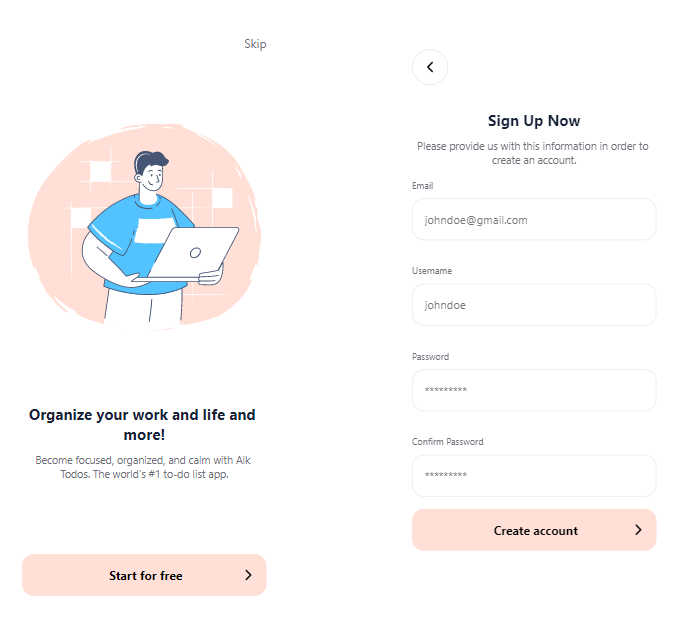 Skip
Organize your work and life and
more!
Become focused, organized, and calm with Alk
Todos. The world's #1 to-do list app.
Start for free
Sign Up Now
Please provide us with this information in order to
create an account.
Email
johndoe@gmail.com
Username
johndoe
Password
*********
Confirm Password
*********
Create account